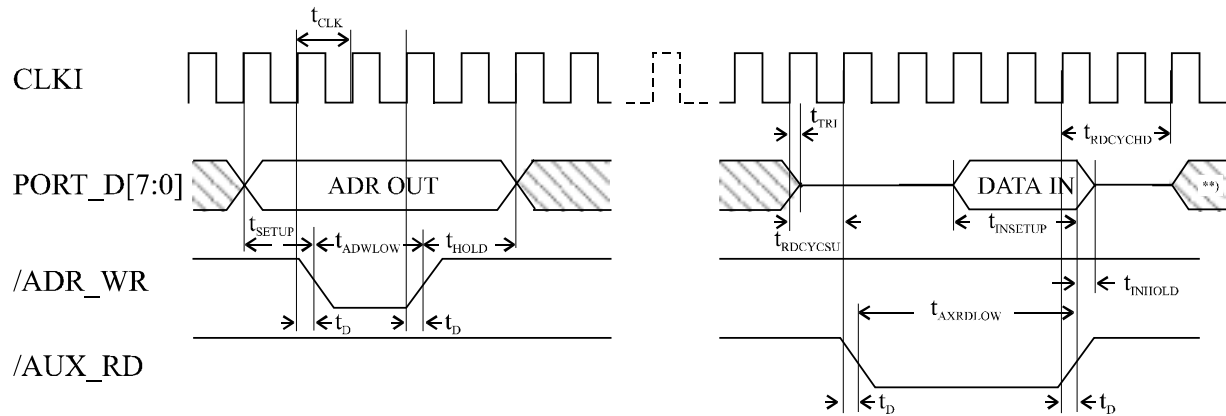 tCLK
CLKI
tTRI
tRDCYCHD
PORT_D[7:0]
ADR OUT
DATA IN
**)
tSETUP
tADWLOW
tHOLD
tRDCYCSU
tINSETUP
/ADR_WR
tINHOLD
tAXRDLOW
tD
tD
/AUX_RD
tD
tD